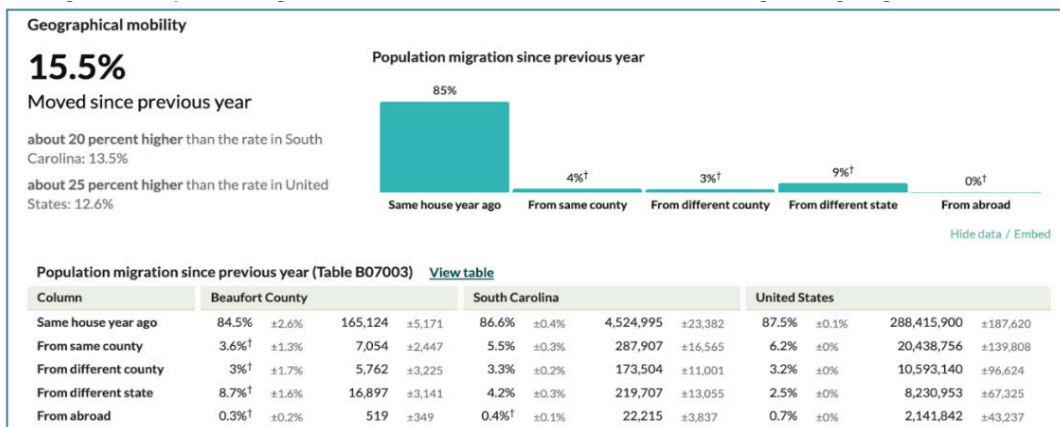 Geographical mobility
15.5%
Moved since previous year
about 20 percent higher than the rate in South
Carolina: 13.5%
about 25 percent higher than the rate in United
States: 12.6%
Population migration since previous year
85%
4%†
3%†
9%†
0%†
Same house year ago From same county From different county From different state From abroad
Hide data / Embed
Population migration since previous year (Table B07003) View table
Column Beaufort County South Carolina United States
Same house year ago 84.5% ±2.6% 165,124 ±5,171 86.6% ±0.4% 4,524,995 ±23,382 87.5% ±0.1% 288,415,900 ±187,620
From same county 3.6%† ±1.3% 7,054 ±2,447 5.5% ±0.3% 287,907 ±16,565 6.2% ±0% 20,438,756 ±139,808
From different county 3%† ±1.7% 5,762 ±3,225 3.3% ±0.2% 173,504 ±11,001 3.2% ±0% 10,593,140 ±96,624
From different state 8.7%† ±1.6% 16,897 ±3,141 4.2% ±0.3% 219,707 ±13,055 2.5% ±0% 8,230,953 ±67,325
From abroad 0.3%† ±0.2% 519 ±349 0.4%† ±0.1% 22,215 ±3,837 0.7% ±0% 2,141,842 ±43,237